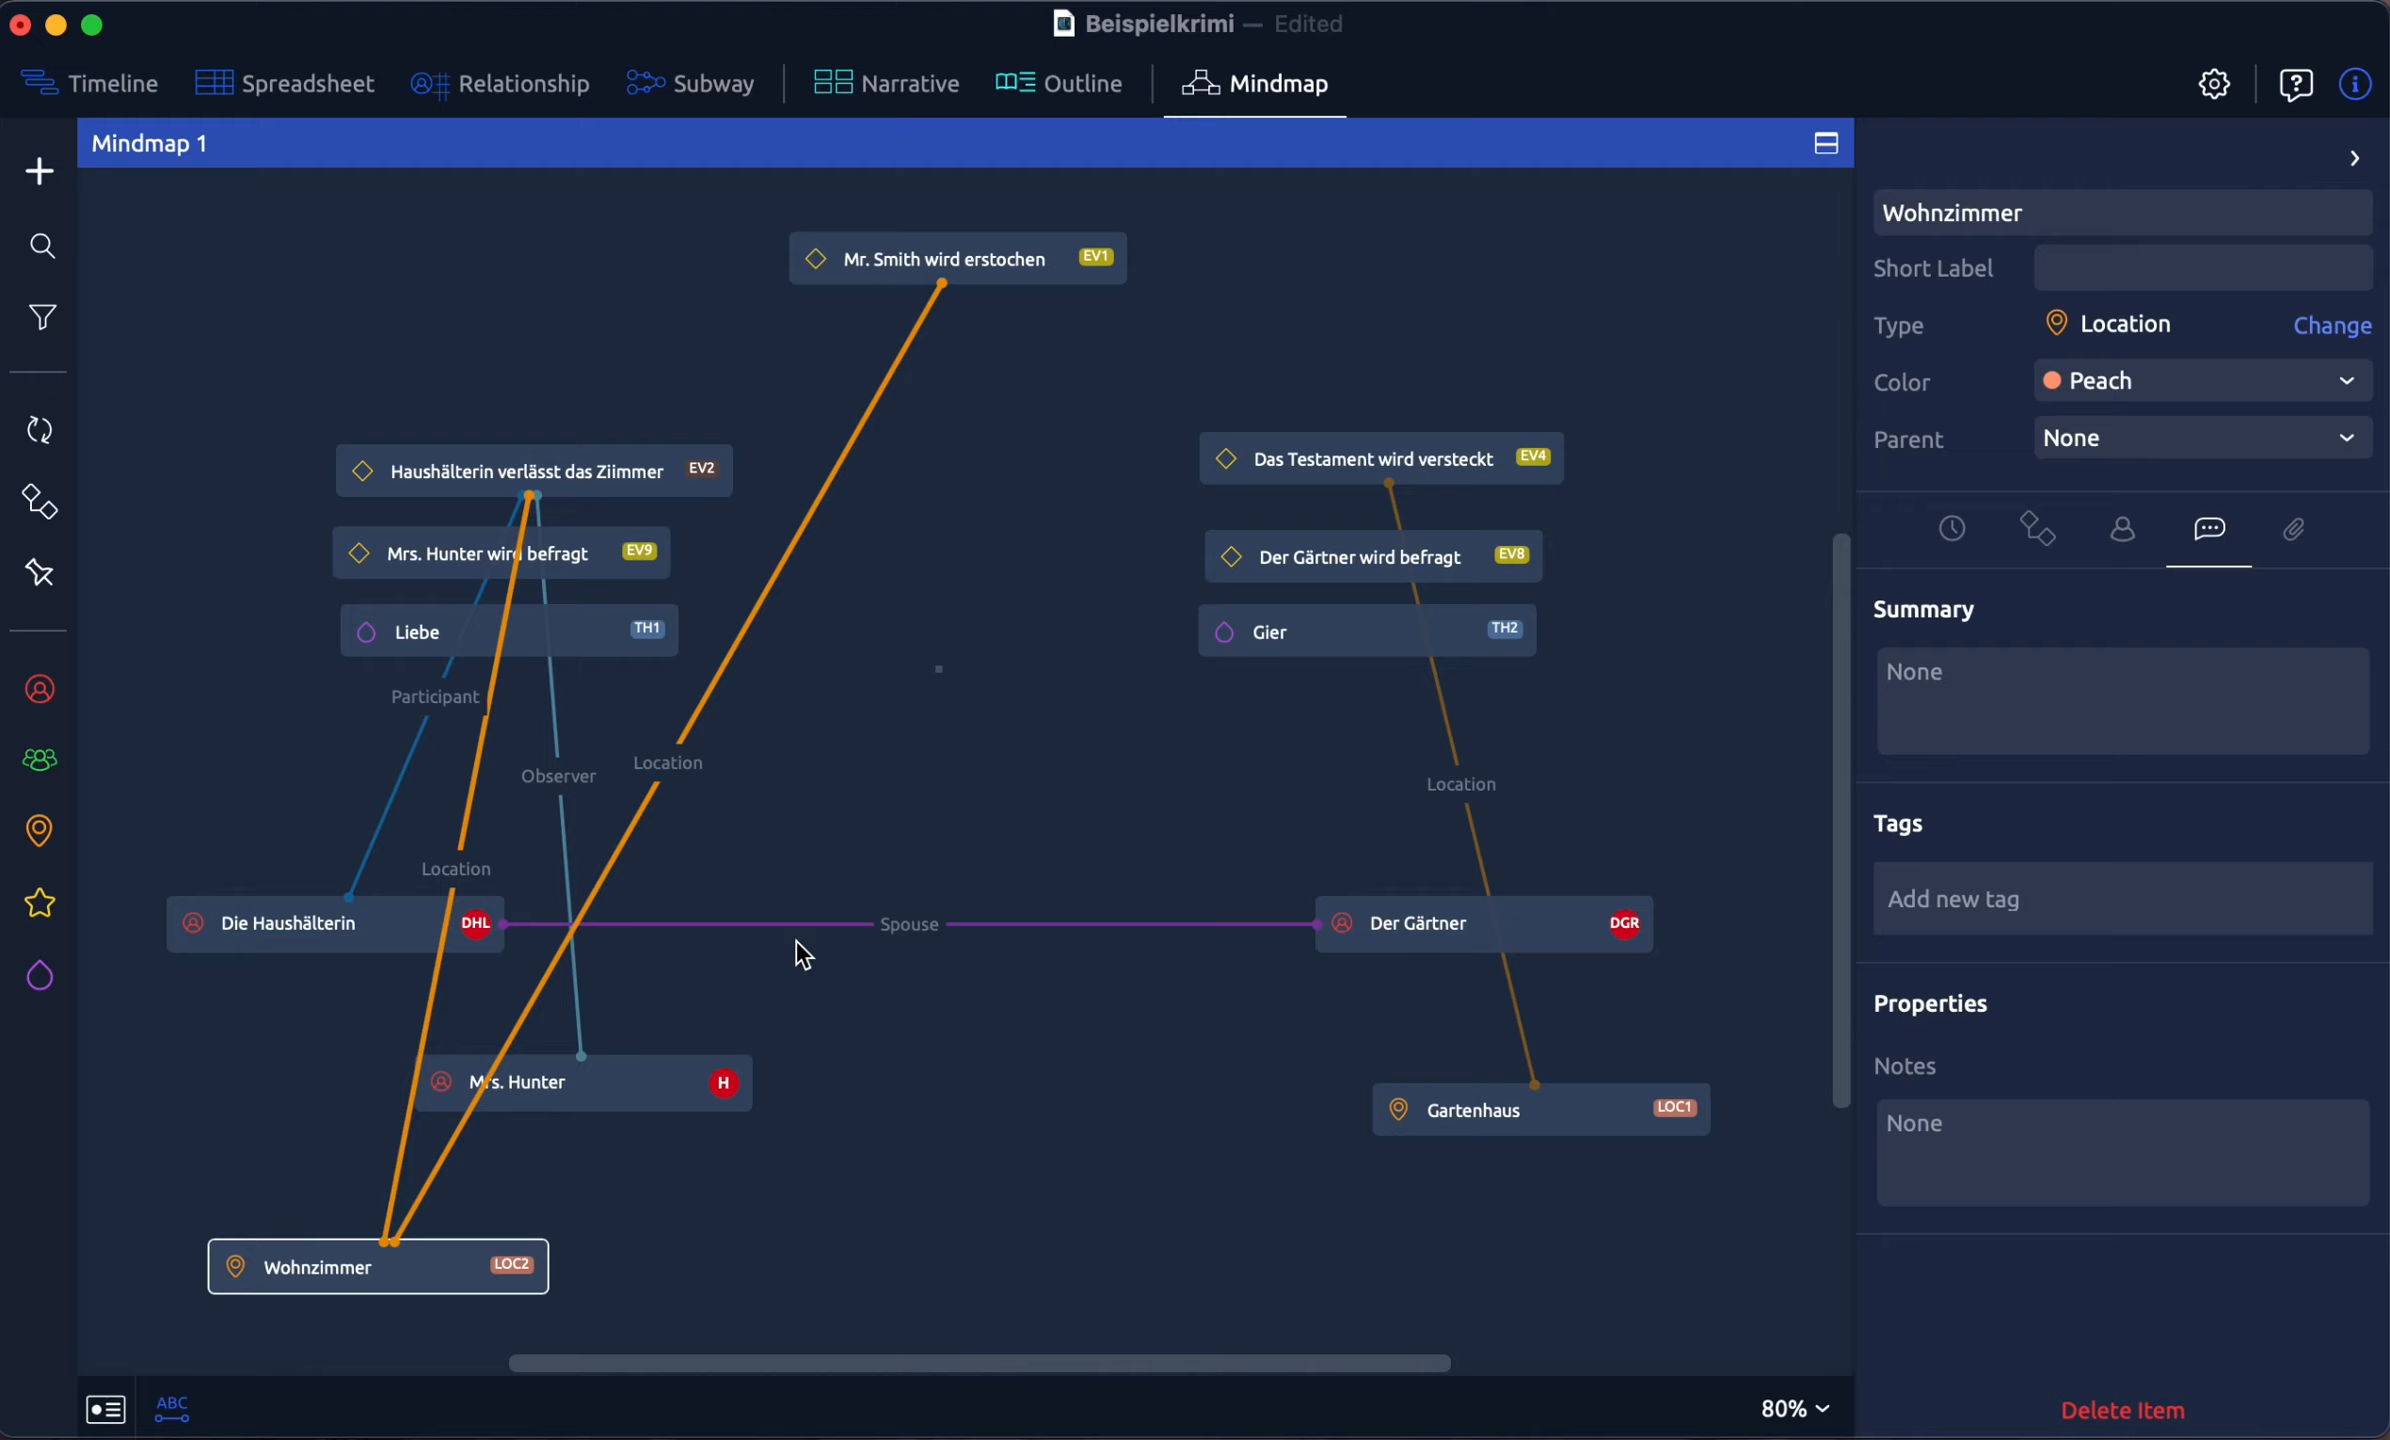 Beispielkrimi — Edited
Timeline
Spreadsheet
Relationship
Subway
Narrative
Outline
Mindmap
Mindmap 1
Mr. Smith wird erstochen EV1
Haushälterin verlässt das Ziimmer EV2
Das Testament wird versteckt EV4
Mrs. Hunter wird befragt EV9
Der Gärtner wird befragt EV8
Liebe TH1
Gier TH2
Participant
Observer
Location
Location
Location
Die Haushälterin DHL
Spouse
Der Gärtner DGR
Mrs. Hunter H
Gartenhaus LOC1
Wohnzimmer LOC2
ABC
80%
Wohnzimmer
Short Label
Type Location Change
Color Peach
Parent None
Summary
None
Tags
Add new tag
Properties
Notes
None
Delete Item